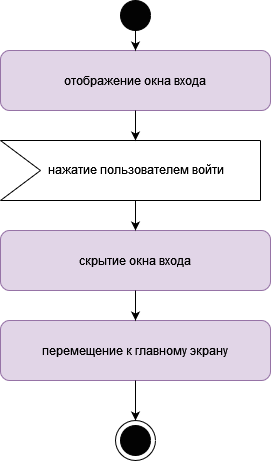 отображение окна входа
нажатие пользователем войти
скрытие окна входа
перемещение к главному экрану